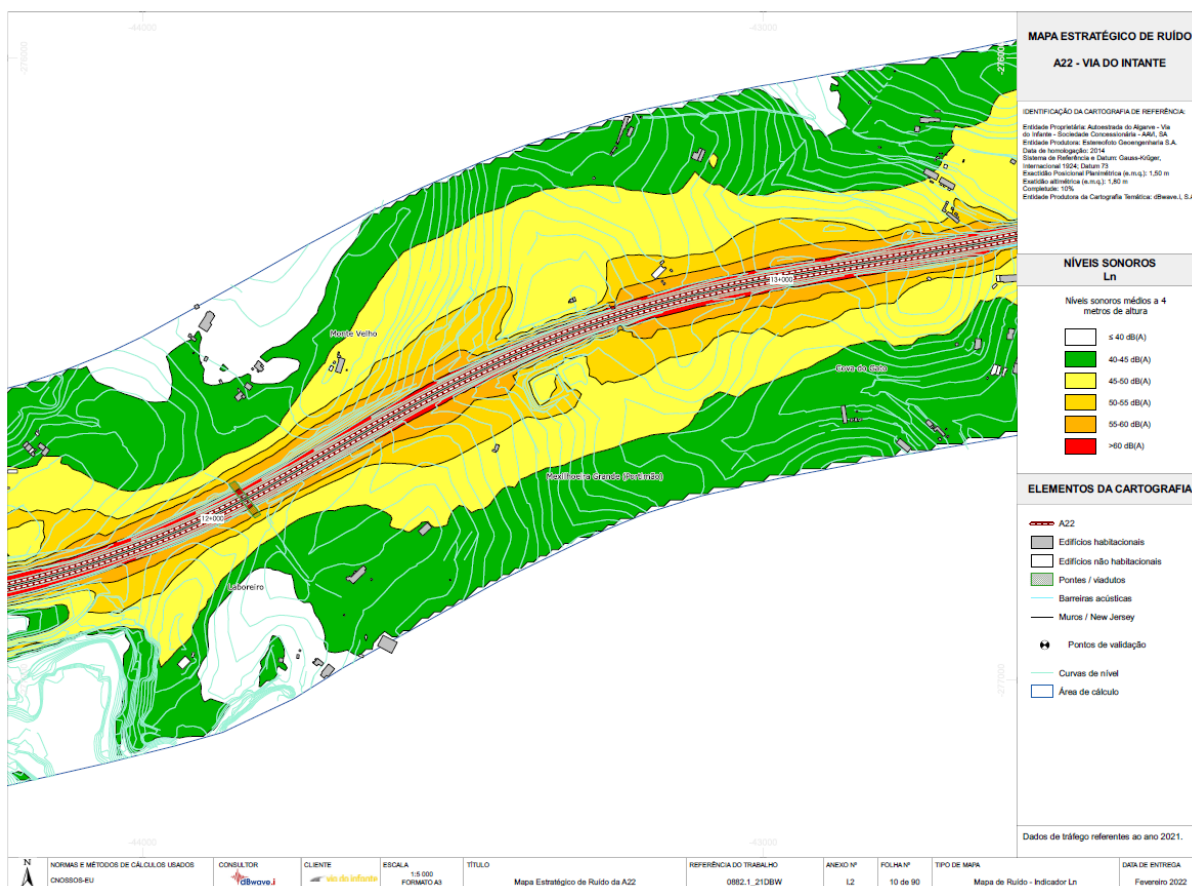 -44000
-43000
-276000
-27600
MAPA ESTRATÉGICO DE RUÍDO
A22 - VIA DO INTANTE
IDENTIFICAÇÃO DA CARTOGRAFIA DE REFERÊNCIA:
Entidade Proprietária: Autoestrada do Algarve - Via
do Infante - Sociedade Concessionária - AAVI, SA
Entidade Produtora: Estereofoto Geoengenharia S.A.
Data de homologação: 2014
Sistema de Referência e Datum: Gauss-Krüger,
Internacional 1924; Datum 73
Exactidão Posicional Planimétrica (e.m.q.): 1,50 m
Exatidão altimétrica (e.m.q.): 1,80 m
Completude: 10%
Entidade Produtora da Cartografia Temática: dBwave.i, S.A
NÍVEIS SONOROS
Ln
Níveis sonoros médios a 4
metros de altura
≤ 40 dB(A)
40-45 dB(A)
45-50 dB(A)
50-55 dB(A)
55-60 dB(A)
>60 dB(A)
ELEMENTOS DA CARTOGRAFIA
A22
Edifícios habitacionais
Edifícios não habitacionais
Pontes / viadutos
Barreiras acústicas
Muros / New Jersey
Pontos de validação
Curvas de nível
Área de cálculo
13+000
Monte Velho
Cova do Gato
Mexilhoeira Grande (Portimão)
12+000
Laboreiro
-277000
-44000
-43000
Dados de tráfego referentes ao ano 2021.
N
NORMAS E MÉTODOS DE CÁLCULOS USADOS
CNOSSOS-EU
CONSULTOR
dBwave.i
CLIENTE
via do infante
ESCALA
1:5 000
FORMATO A3
TÍTULO
Mapa Estratégico de Ruído da A22
REFERÊNCIA DO TRABALHO
0882.1_21DBW
ANEXO Nº
I.2
FOLHA Nº
10 de 90
TIPO DE MAPA
Mapa de Ruído - Indicador Ln
DATA DE ENTREGA
Fevereiro 2022